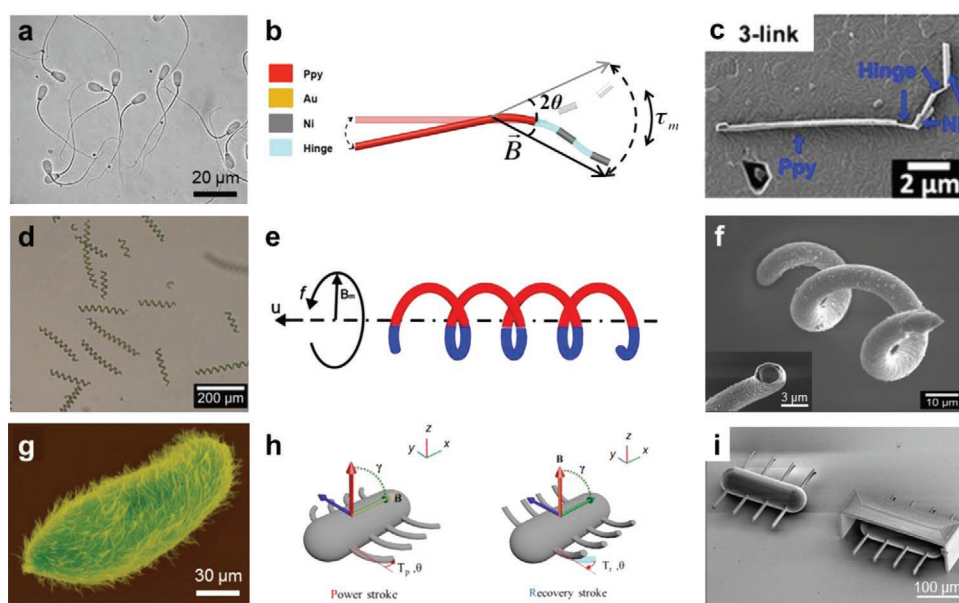 a
20 µm
b
Ppy
Au
Ni
Hinge
2θ
B
τm
c
3-link
Hinge
Ni
Ppy
2 µm
d
200 µm
e
f
Bm
u
f
3 µm
10 µm
g
30 µm
h
z
y
x
γ
B
Tp ,θ
Power stroke
z
y
x
B
γ
Tr ,θ
Recovery stroke
i
100 µm